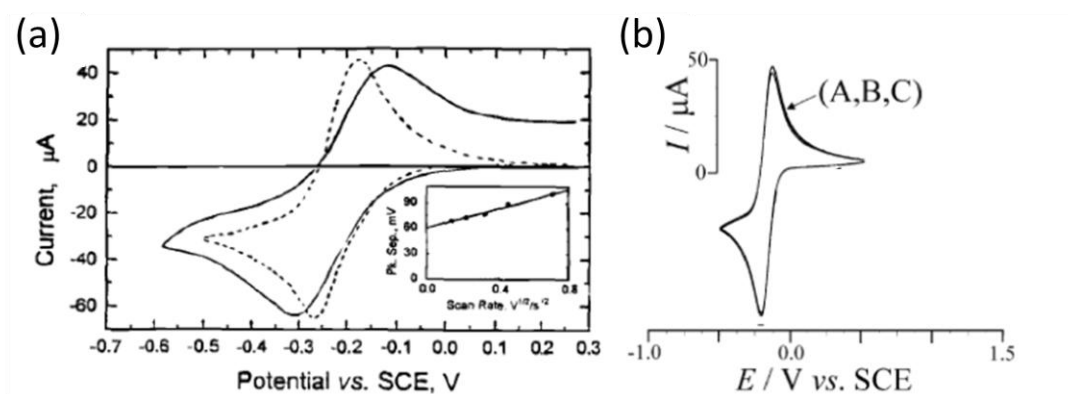 (a)
40
20
0
-20
-40
-60
Current, μA
-0.7 -0.6 -0.5 -0.4 -0.3 -0.2 -0.1 0.0 0.1 0.2 0.3
Potential vs. SCE, V
90
60
30
0
Pk. Sep., mV
0.0 0.4 0.8
Scan Rate, V1/2/s1/2
(b)
50
0
I / μA
(A,B,C)
-1.0 0.0 1.5
E / V vs. SCE